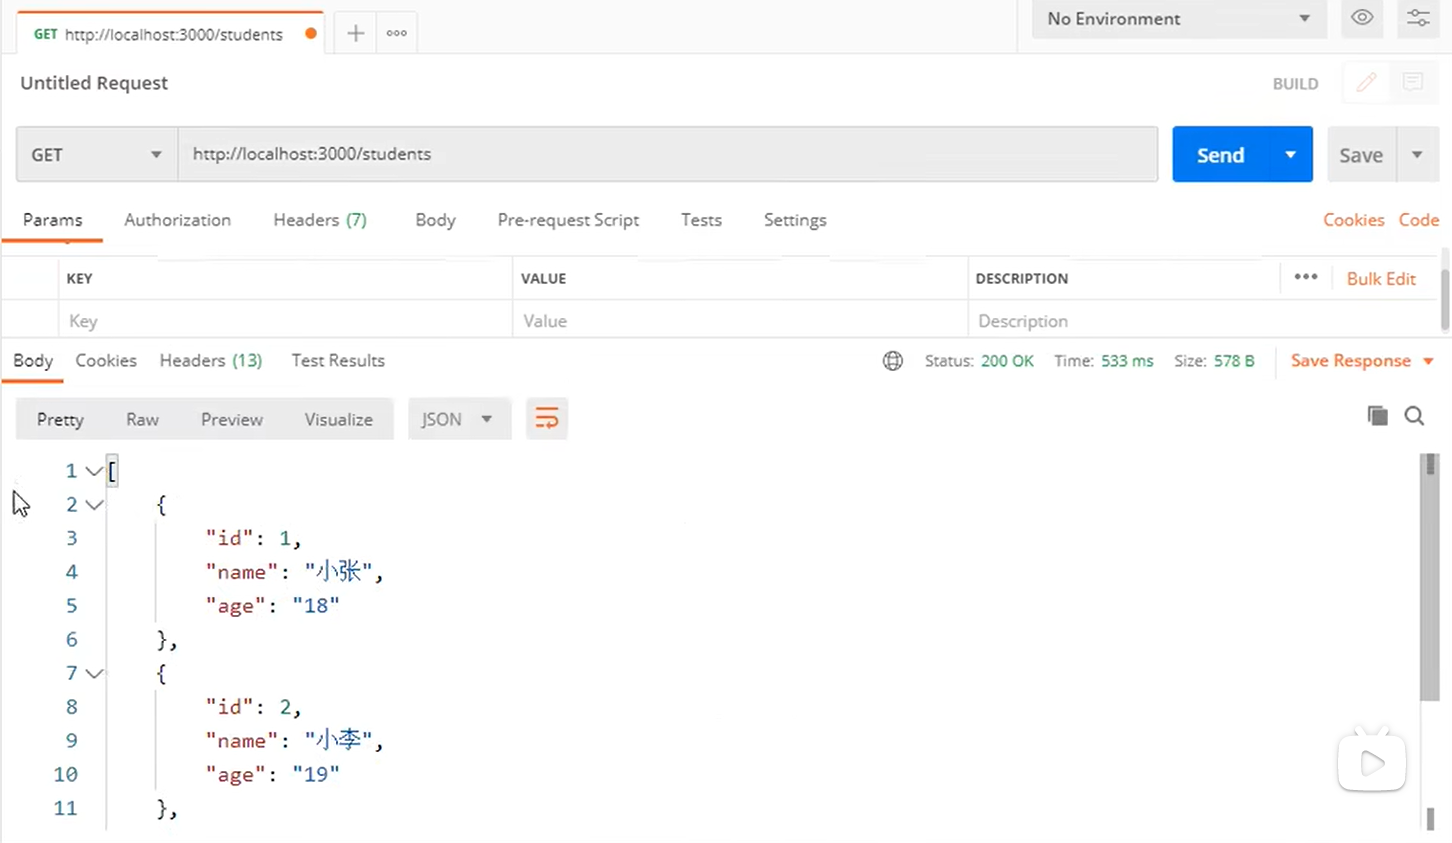 GET http://localhost:3000/students
No Environment
Untitled Request
BUILD
GET http://localhost:3000/students Send Save
Params Authorization Headers (7) Body Pre-request Script Tests Settings Cookies Code
KEY VALUE DESCRIPTION Bulk Edit
Key Value Description
Body Cookies Headers (13) Test Results Status: 200 OK Time: 533 ms Size: 578 B Save Response
Pretty Raw Preview Visualize JSON
1 [
2 {
3 "id": 1,
4 "name": "小张",
5 "age": "18"
6 },
7 {
8 "id": 2,
9 "name": "小李",
10 "age": "19"
11 },